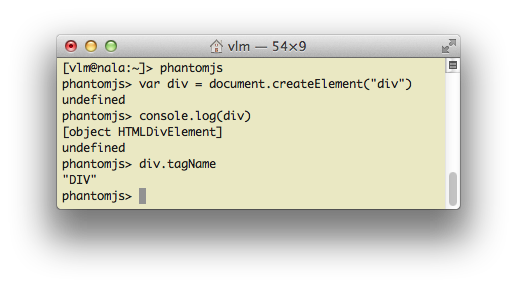 vlm — 54×9
[vlm@nala:~]> phantomjs
phantomjs> var div = document.createElement("div")
undefined
phantomjs> console.log(div)
[object HTMLDivElement]
undefined
phantomjs> div.tagName
"DIV"
phantomjs>